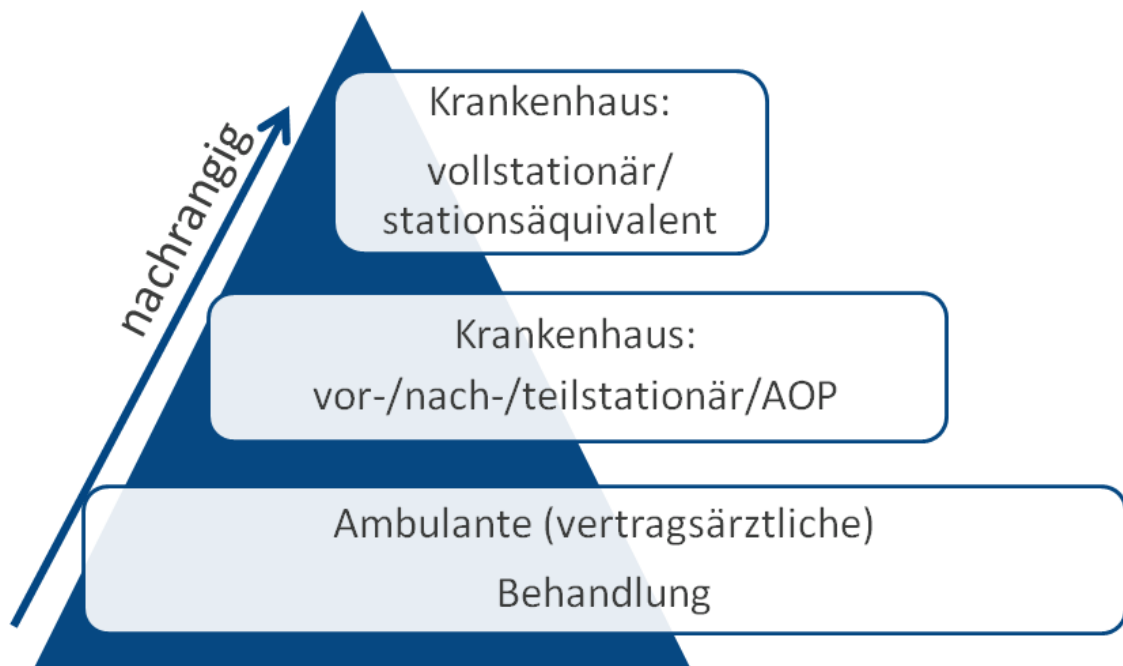 Krankenhaus:
vollstationär/
stationsäquivalent
nachrangig
Krankenhaus:
vor-/nach-/teilstationär/AOP
Ambulante (vertragsärztliche)
Behandlung